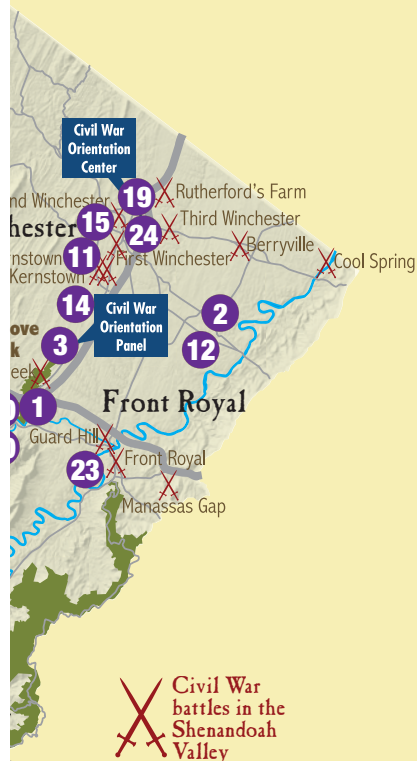 Civil War
Orientation
Center
19
Rutherford's Farm
nd Winchester
15
hester
24
Third Winchester
rnstown
11
First Winchester
Berryville
Kernstown
Cool Spring
14
2
Civil War
Orientation
Panel
ove
k
3
12
eek
1
Front Royal
Guard Hill
Front Royal
23
Manassas Gap
Civil War
battles in the
Shenandoah
Valley